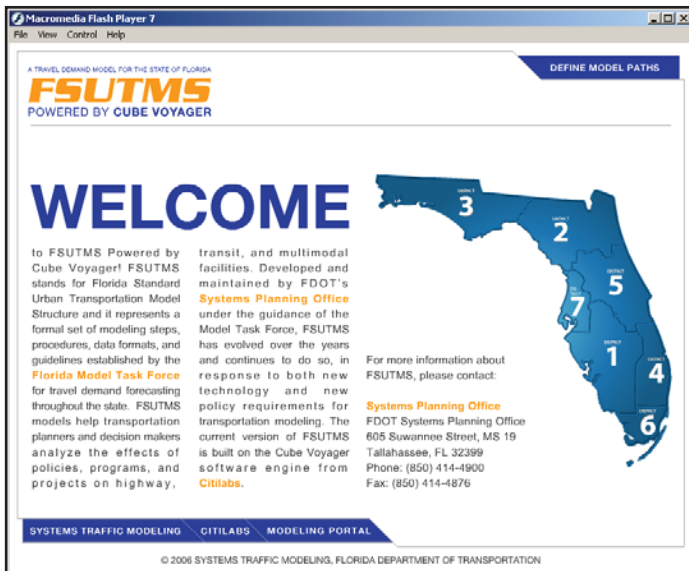 Macromedia Flash Player 7
File View Control Help
A TRAVEL DEMAND MODEL FOR THE STATE OF FLORIDA
FSUTMS
POWERED BY CUBE VOYAGER
DEFINE MODEL PATHS
WELCOME
to FSUTMS Powered by
Cube Voyager! FSUTMS
stands for Florida Standard
Urban Transportation Model
Structure and it represents a
formal set of modeling steps,
procedures, data formats, and
guidelines established by the
Florida Model Task Force
for travel demand forecasting
throughout the state. FSUTMS
models help transportation
planners and decision makers
analyze the effects of
policies, programs, and
projects on highway,
transit, and multimodal
facilities. Developed and
maintained by FDOT's
Systems Planning Office
under the guidance of the
Model Task Force, FSUTMS
has evolved over the years
and continues to do so, in
response to both new
technology and new
policy requirements for
transportation modeling. The
current version of FSUTMS
is built on the Cube Voyager
software engine from
Citilabs.
DISTRICT
3
DISTRICT
2
DISTRICT
5
7
DISTRICT
1
DISTRICT
4
DISTRICT
6
For more information about
FSUTMS, please contact:
Systems Planning Office
FDOT Systems Planning Office
605 Suwannee Street, MS 19
Tallahassee, FL 32399
Phone: (850) 414-4900
Fax: (850) 414-4876
SYSTEMS TRAFFIC MODELING CITILABS MODELING PORTAL
© 2006 SYSTEMS TRAFFIC MODELING, FLORIDA DEPARTMENT OF TRANSPORTATION